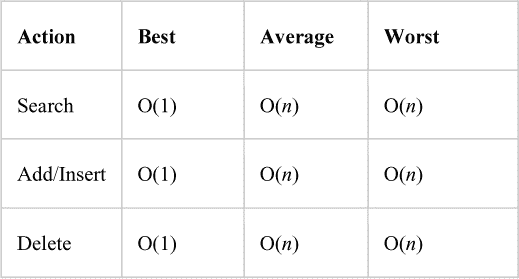 Action Best Average Worst
Search O(1) O(n) O(n)
Add/Insert O(1) O(n) O(n)
Delete O(1) O(n) O(n)